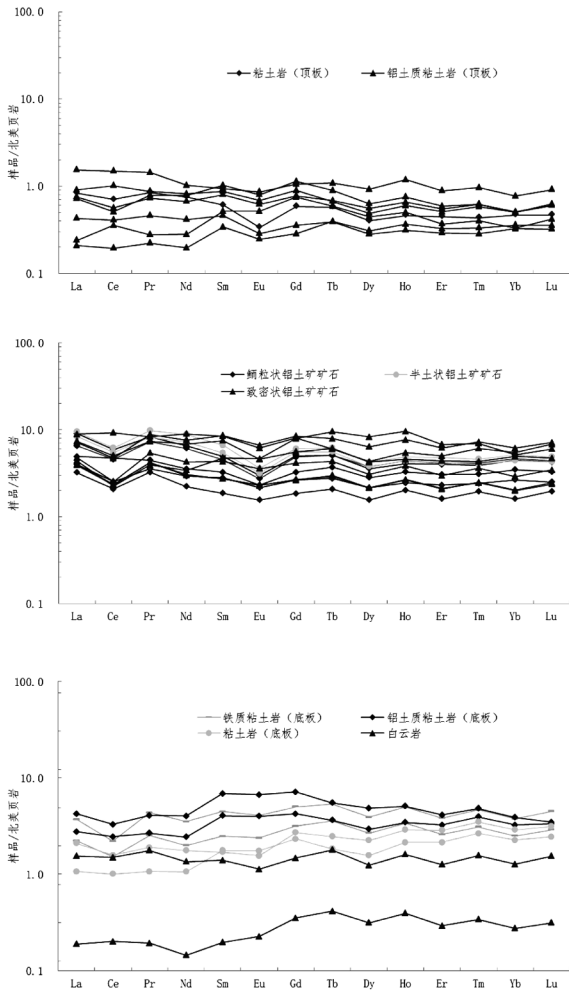 100.0
粘土岩（顶板） 铝土质粘土岩（顶板）
10.0
样品/北美页岩
1.0
0.1
La Ce Pr Nd Sm Eu Gd Tb Dy Ho Er Tm Yb Lu
100.0
鲕粒状铝土矿矿石 半土状铝土矿矿石
致密状铝土矿矿石
10.0
样品/北美页岩
1.0
0.1
La Ce Pr Nd Sm Eu Gd Tb Dy Ho Er Tm Yb Lu
100.0
铁质粘土岩（底板） 铝土质粘土岩（底板）
粘土岩（底板） 白云岩
10.0
样品/北美页岩
1.0
0.1
La Ce Pr Nd Sm Eu Gd Tb Dy Ho Er Tm Yb Lu